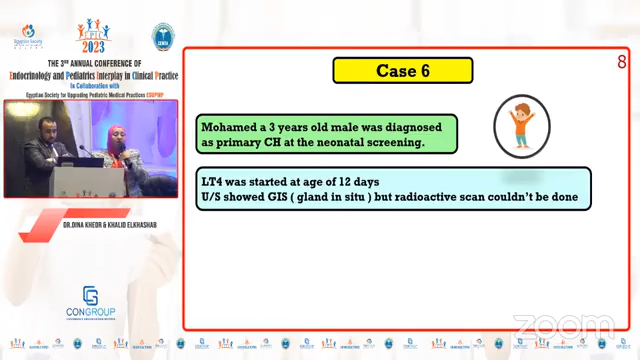 EPIC
2023
THE 3RD ANNUAL CONFERENCE OF
Endocrinology and Pediatrics Interplay in Clinical Practice
In Collaboration with
Egyptian Society for Upgrading Pediatric Medical Practices ESUPMP
DR.DINA KHEDR & KHALID ELKHASHAB
CONGROUP
8
Case 6
Mohamed a 3 years old male was diagnosed
as primary CH at the neonatal screening.
LT4 was started at age of 12 days
U/S showed GIS ( gland in situ ) but radioactive scan couldn't be done
zoom